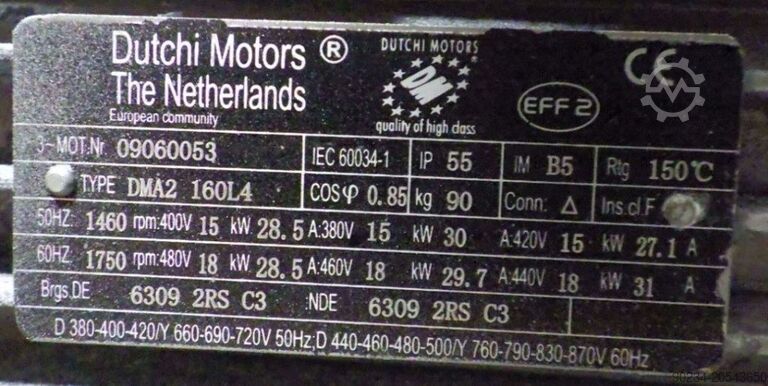 Dutchi Motors ®
The Netherlands
European community
DUTCHI MOTORS
DM
quality of high class
EFF 2
CE
3~MOT.Nr. 09060053 IEC 60034-1 IP 55 IM B5 Rtg 150℃
TYPE DMA2 160L4 COSφ 0.85 kg 90 Conn: Δ Ins.cl.F
50HZ: 1460 rpm:400V 15 kW 28.5 A:380V 15 kW 30 A:420V 15 kW 27.1 A
60HZ: 1750 rpm:480V 18 kW 28.5 A:460V 18 kW 29.7 A:440V 18 kW 31 A
Brgs.DE 6309 2RS C3 NDE 6309 2RS C3
D 380-400-420/Y 660-690-720V 50Hz;D 440-460-480-500/Y 760-790-830-870V 60Hz